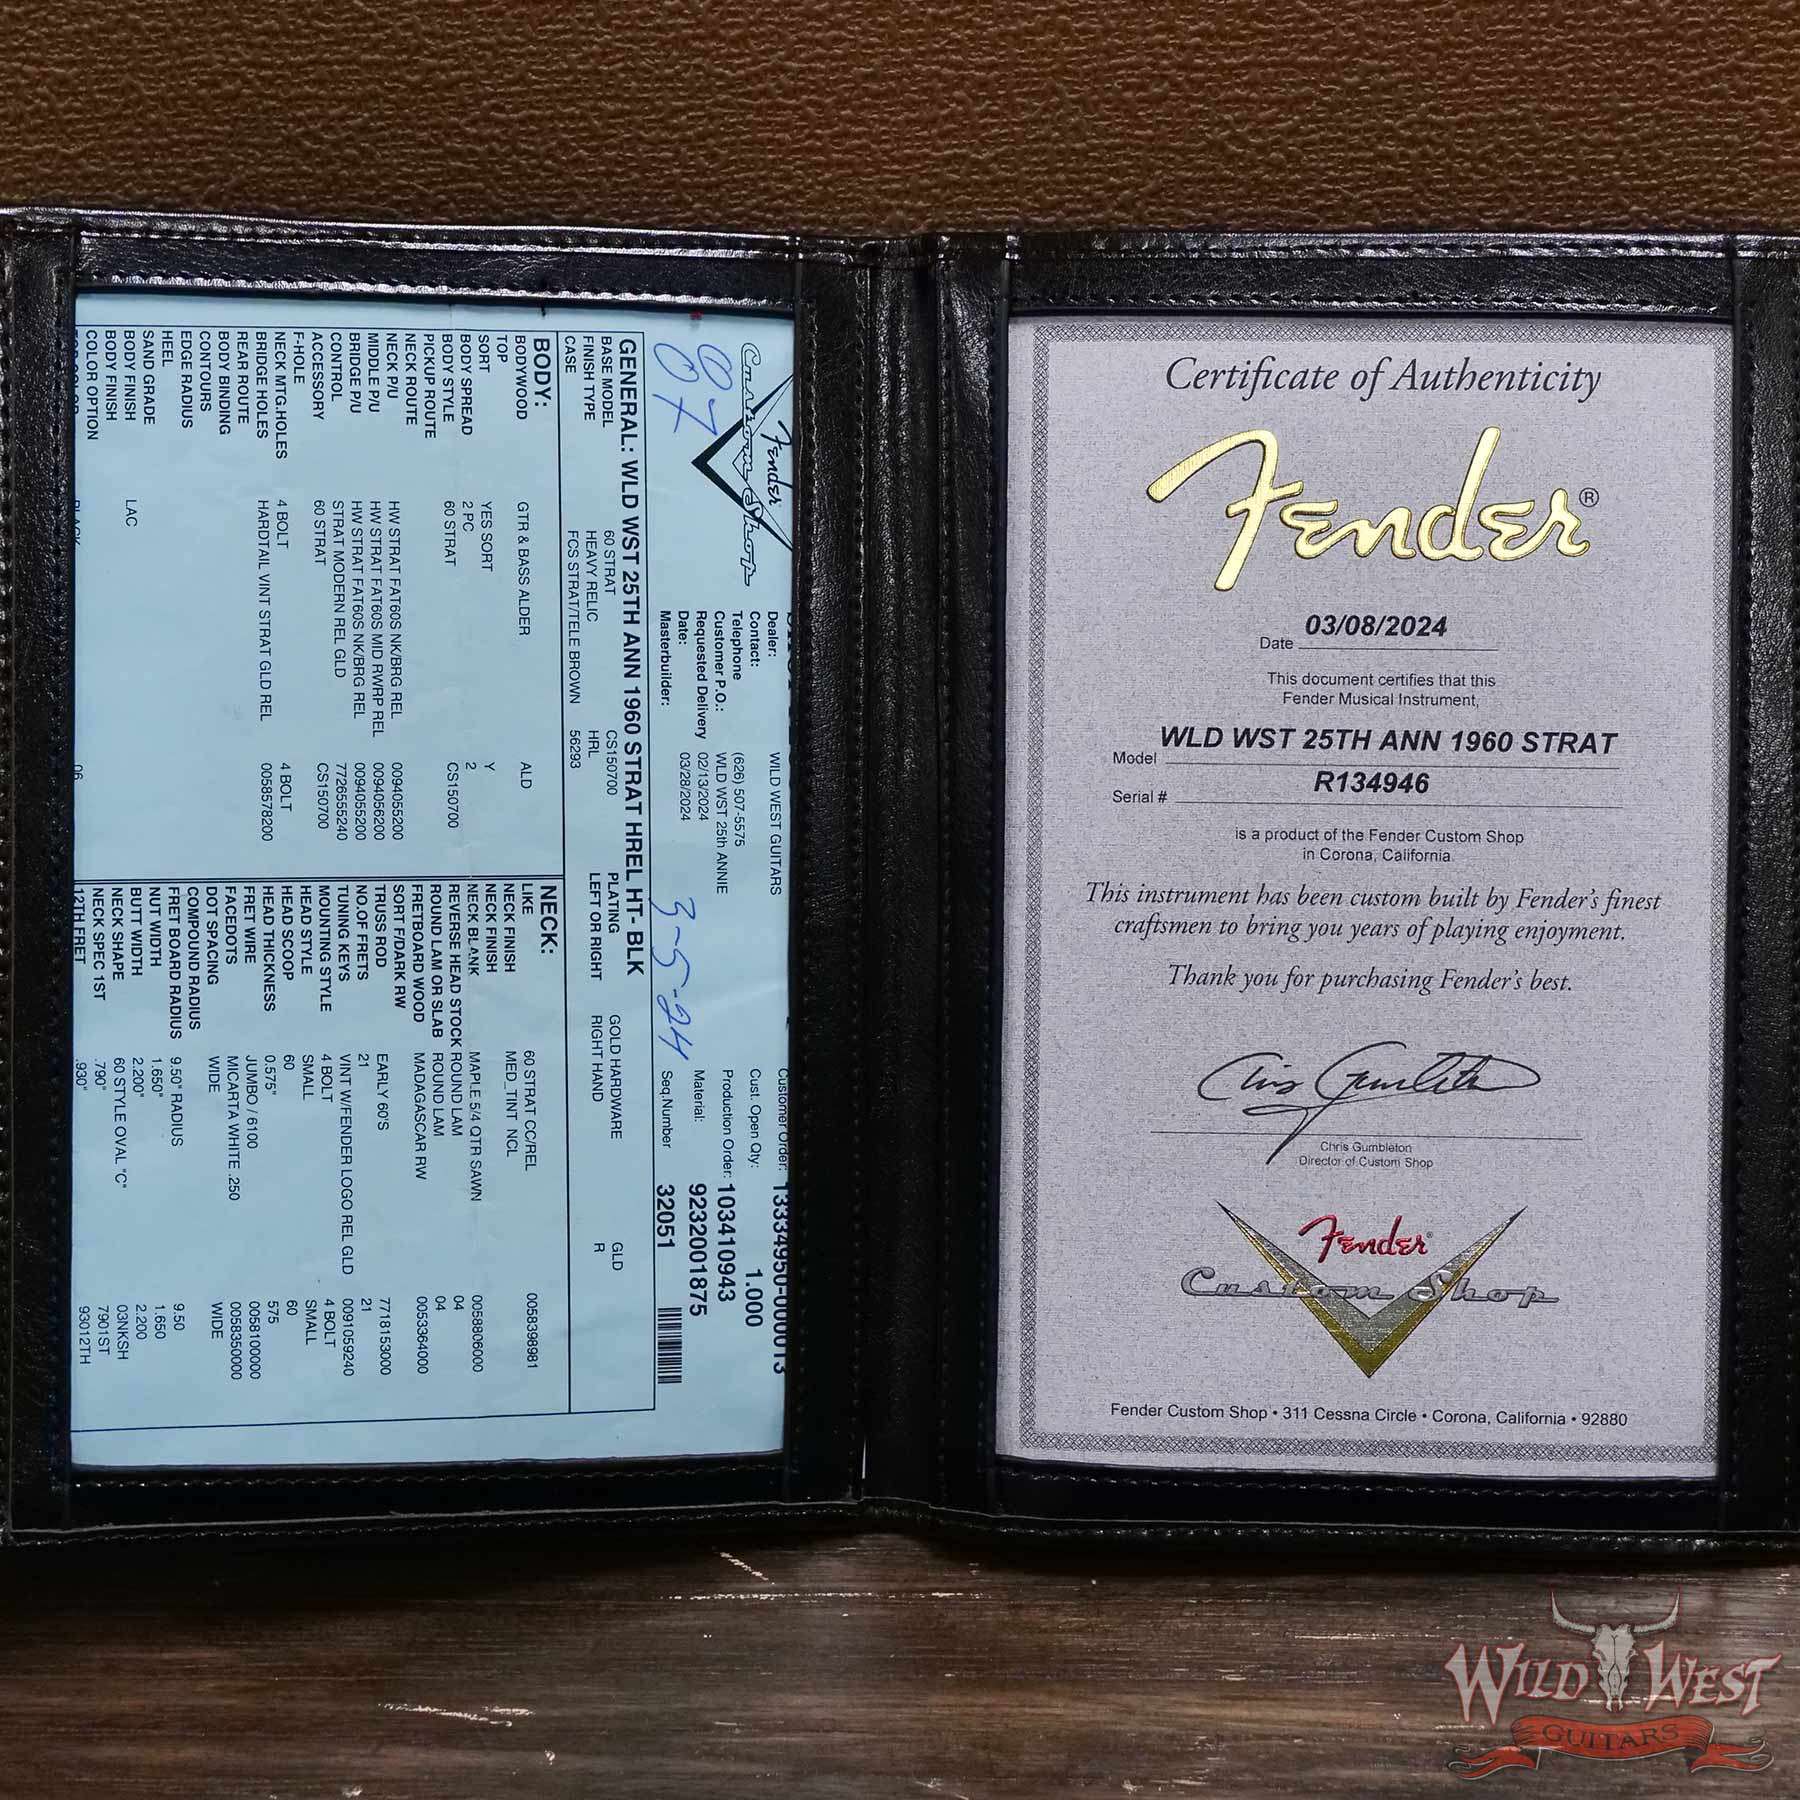 Fender
Custom Shop
Dealer: WILD WEST GUITARS
Contact:
Telephone (626) 507-5575
Customer P.O.: WLD WST 25th ANNIE
Requested Delivery 02/13/2024
Date: 03/28/2024
Masterbuilder:
3-5-24
Customer Order: 13334950-000013
Cust. Open Qty: 1.000
Production Order: 103410943
Material: 9232001875
Seq.Number 32051
GENERAL: WLD WST 25TH ANN 1960 STRAT HREL HT- BLK
BASE MODEL 60 STRAT CS150700 PLATING GOLD HARDWARE GLD
FINISH TYPE HEAVY RELIC HRL LEFT OR RIGHT RIGHT HAND R
CASE FCS STRAT/TELE BROWN 56293
BODY:
BODYWOOD GTR & BASS ALDER ALD
TOP
SORT YES SORT Y
BODY SPREAD 2 PC 2
BODY STYLE 60 STRAT CS150700
PICKUP ROUTE
NECK ROUTE
NECK P/U HW STRAT FAT60S NK/BRG REL 0094055200
MIDDLE P/U HW STRAT FAT60S MID RWRP REL 0094056200
BRIDGE P/U HW STRAT FAT60S NK/BRG REL 0094055200
CONTROL STRAT MODERN REL GLD 7726555240
ACCESSORY 60 STRAT CS150700
F-HOLE
NECK MTG.HOLES 4 BOLT 4 BOLT
BRIDGE HOLES HARDTAIL VINT STRAT GLD REL 0058578200
REAR ROUTE
BODY BINDING
CONTOURS
EDGE RADIUS
HEEL
SAND GRADE
BODY FINISH LAC
BODY FINISH
COLOR OPTION
BLACK 06
NECK:
LIKE 60 STRAT CC/REL 0058398981
NECK FINISH MED_TINT NCL
NECK FINISH
NECK BLANK MAPLE 5/4 QTR SAWN 0058806000
REVERSE HEAD STOCK ROUND LAM 04
ROUND LAM OR SLAB ROUND LAM 04
FRETBOARD WOOD MADAGASCAR RW 0053364000
SORT F/DARK RW
TRUSS ROD EARLY 60'S 7718153000
NO.OF FRETS 21 21
TUNING KEYS VINT W/FENDER LOGO REL GLD 0091059240
MOUNTING STYLE 4 BOLT 4 BOLT
HEAD STYLE SMALL SMALL
HEAD SCOOP 60 60
HEAD THICKNESS 0.575" 575
FRET WIRE JUMBO / 6100 0058100000
FACEDOTS MICARTA WHITE .250 0058350000
DOT SPACING WIDE WIDE
COMPOUND RADIUS
FRET BOARD RADIUS 9.50" RADIUS 9.50
NUT WIDTH 1.650" 1.650
BUTT WIDTH 2.200" 2.200
NECK SHAPE 60 STYLE OVAL "C" 03NKSH
NECK SPEC 1ST .790" 7901ST
12TH FRET .930" 93012TH
Certificate of Authenticity
Fender®
Date 03/08/2024
This document certifies that this
Fender Musical Instrument,
Model WLD WST 25TH ANN 1960 STRAT
Serial # R134946
is a product of the Fender Custom Shop
in Corona, California.
This instrument has been custom built by Fender's finest
craftsmen to bring you years of playing enjoyment.
Thank you for purchasing Fender's best.
Chris Gumbleton
Chris Gumbleton
Director of Custom Shop
Fender®
Custom Shop
Fender Custom Shop • 311 Cessna Circle • Corona, California • 92880
WILD WEST
GUITARS